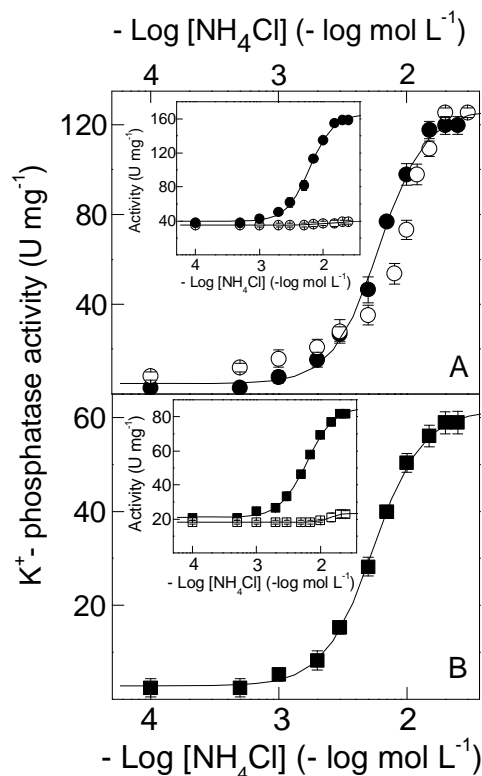 - Log [NH4Cl] (- log mol L-1)
4 3 2
K+- phosphatase activity (U mg-1)
120
80
40
Activity (U mg-1)
160
120
80
40
4 3 2
- Log [NH4Cl] (-log mol L-1)
A
60
40
20
Activity (U mg-1)
80
60
40
20
4 3 2
- Log [NH4Cl] (-log mol L-1)
B
4 3 2
- Log [NH4Cl] (- log mol L-1)